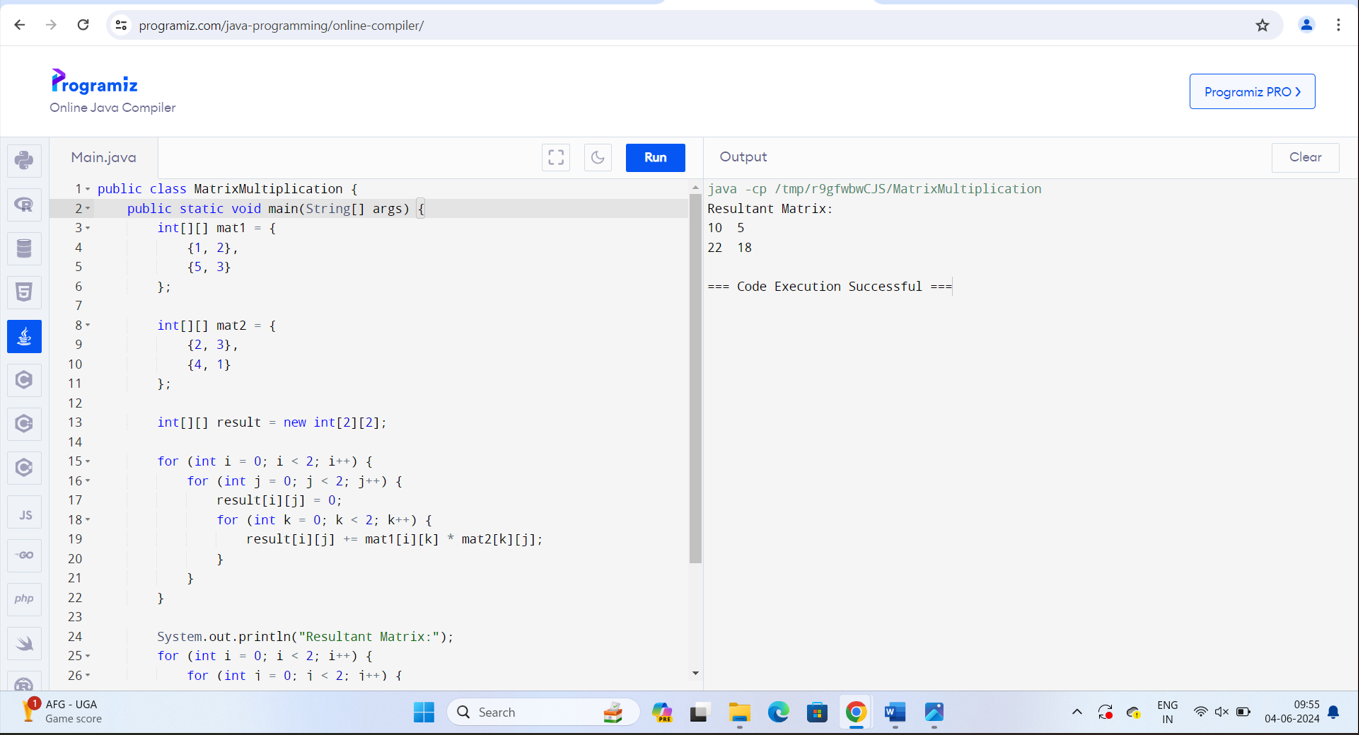 programiz.com/java-programming/online-compiler/
Programiz
Online Java Compiler
Programiz PRO >
Main.java
Run
1 public class MatrixMultiplication {
2     public static void main(String[] args) {
3         int[][] mat1 = {
4             {1, 2},
5             {5, 3}
6         };
7
8         int[][] mat2 = {
9             {2, 3},
10             {4, 1}
11         };
12
13         int[][] result = new int[2][2];
14
15         for (int i = 0; i < 2; i++) {
16             for (int j = 0; j < 2; j++) {
17                 result[i][j] = 0;
18                 for (int k = 0; k < 2; k++) {
19                     result[i][j] += mat1[i][k] * mat2[k][j];
20                 }
21             }
22         }
23
24         System.out.println("Resultant Matrix:");
25         for (int i = 0; i < 2; i++) {
26             for (int j = 0; j < 2; j++) {
Output
Clear
java -cp /tmp/r9gfwbwCJS/MatrixMultiplication
Resultant Matrix:
10  5
22  18
=== Code Execution Successful ===
R
5
C
C
C
JS
GO
php
1
AFG - UGA
Game score
Search
PRE
W
ENG
IN
09:55
04-06-2024